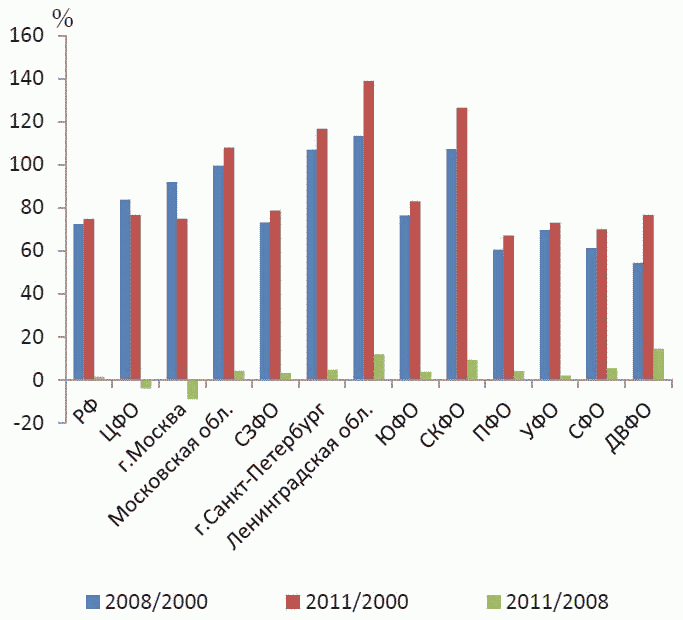 %
160
140
120
100
80
60
40
20
0
-20
РФ
ЦФО
г.Москва
Московская обл.
СЗФО
г.Санкт-Петербург
Ленинградская обл.
ЮФО
СКФО
ПФО
УФО
СФО
ДВФО
2008/2000 2011/2000 2011/2008